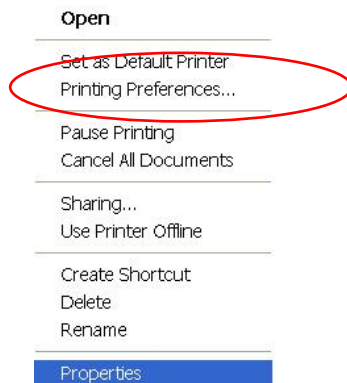 Open
Set as Default Printer
Printing Preferences...
Pause Printing
Cancel All Documents
Sharing...
Use Printer Offline
Create Shortcut
Delete
Rename
Properties